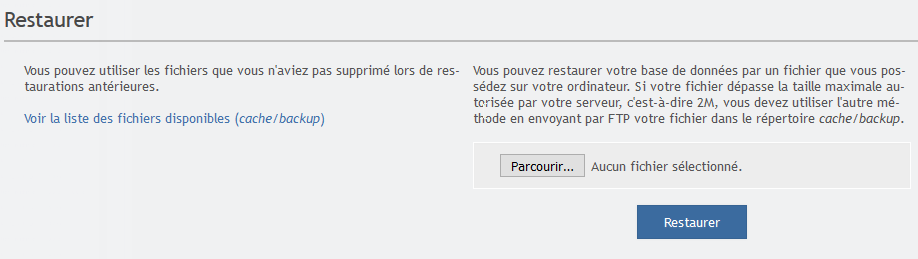 Restaurer
Vous pouvez utiliser les fichiers que vous n'aviez pas supprimé lors de res-
taurations antérieures.
Voir la liste des fichiers disponibles (cache/backup)
Vous pouvez restaurer votre base de données par un fichier que vous pos-
sédez sur votre ordinateur. Si votre fichier dépasse la taille maximale au-
torisée par votre serveur, c'est-à-dire 2M, vous devez utiliser l'autre mé-
thode en envoyant par FTP votre fichier dans le répertoire cache/backup.
Parcourir... Aucun fichier sélectionné.
Restaurer